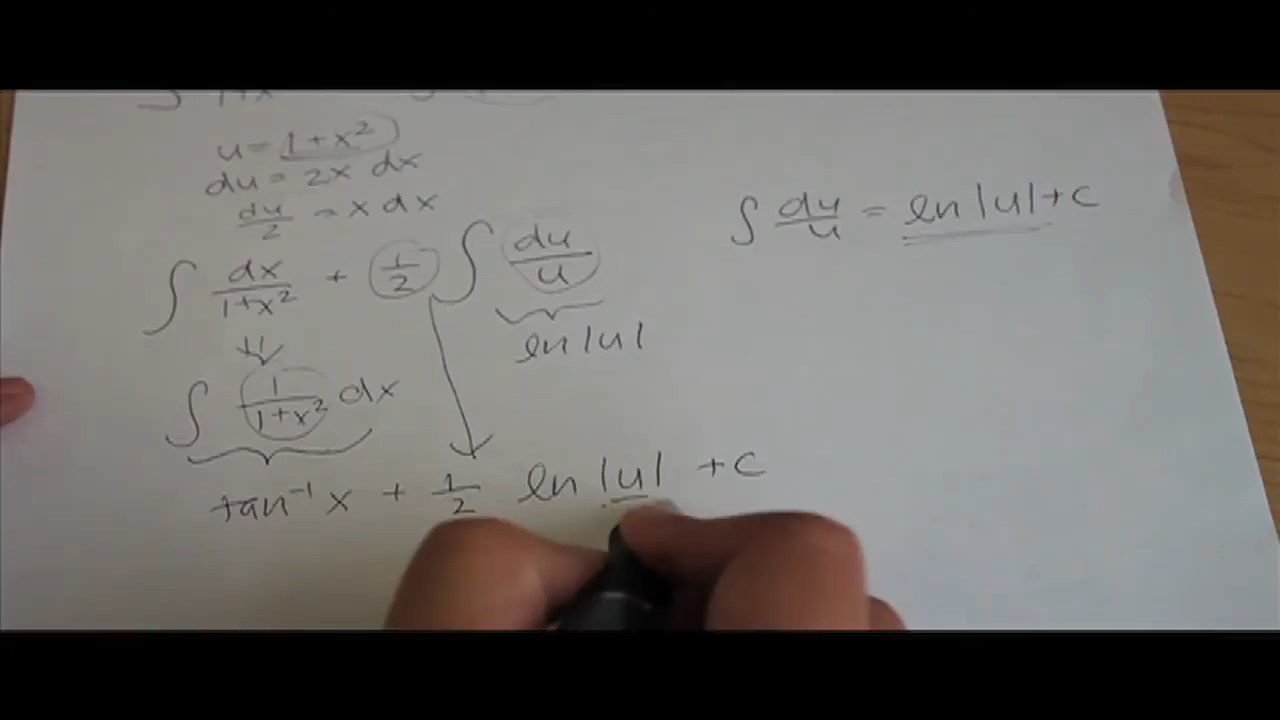 u = 1 + x²
du = 2x dx
du/2 = x dx
∫ du/u = ln |u| + c
∫ dx/1+x² + 1/2 ∫ du/u
ln |u|
∫ 1/1+x² dx
tan⁻¹ x + 1/2 ln |u| + c